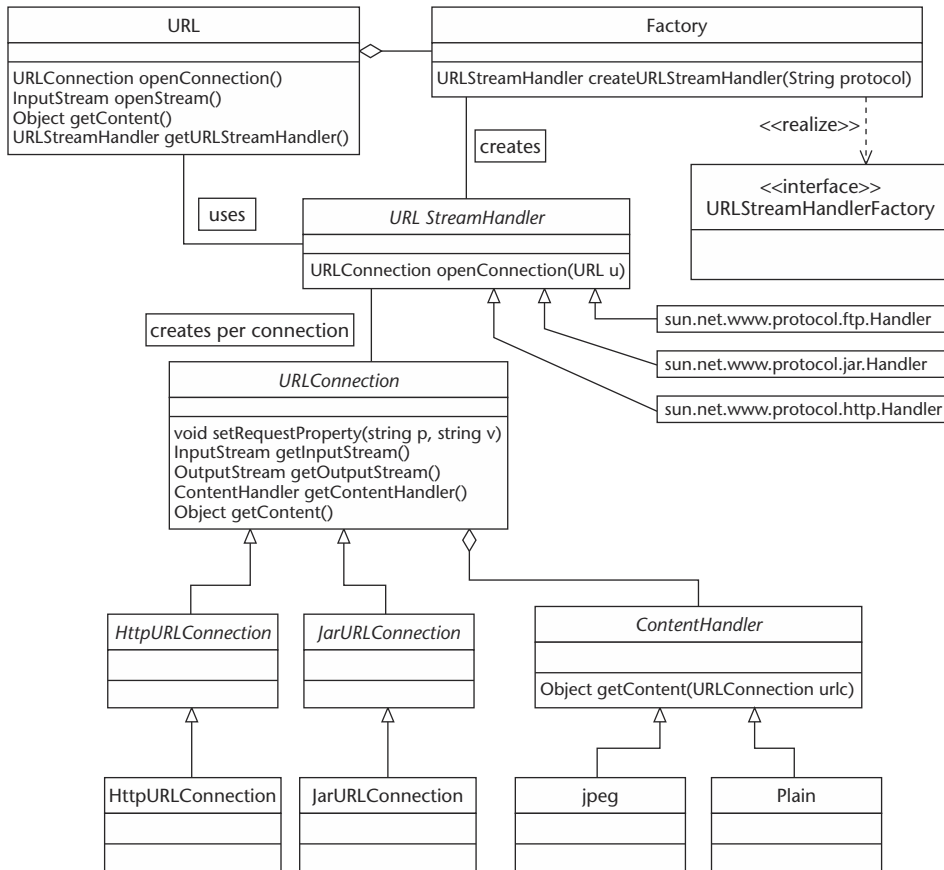 URL
URLConnection openConnection()
InputStream openStream()
Object getContent()
URLStreamHandler getURLStreamHandler()
Factory
URLStreamHandler createURLStreamHandler(String protocol)
<<realize>>
creates
<<interface>>
URLStreamHandlerFactory
uses
URL StreamHandler
URLConnection openConnection(URL u)
sun.net.www.protocol.ftp.Handler
sun.net.www.protocol.jar.Handler
sun.net.www.protocol.http.Handler
creates per connection
URLConnection
void setRequestProperty(string p, string v)
InputStream getInputStream()
OutputStream getOutputStream()
ContentHandler getContentHandler()
Object getContent()
HttpURLConnection
JarURLConnection
ContentHandler
Object getContent(URLConnection urlc)
HttpURLConnection
JarURLConnection
jpeg
Plain